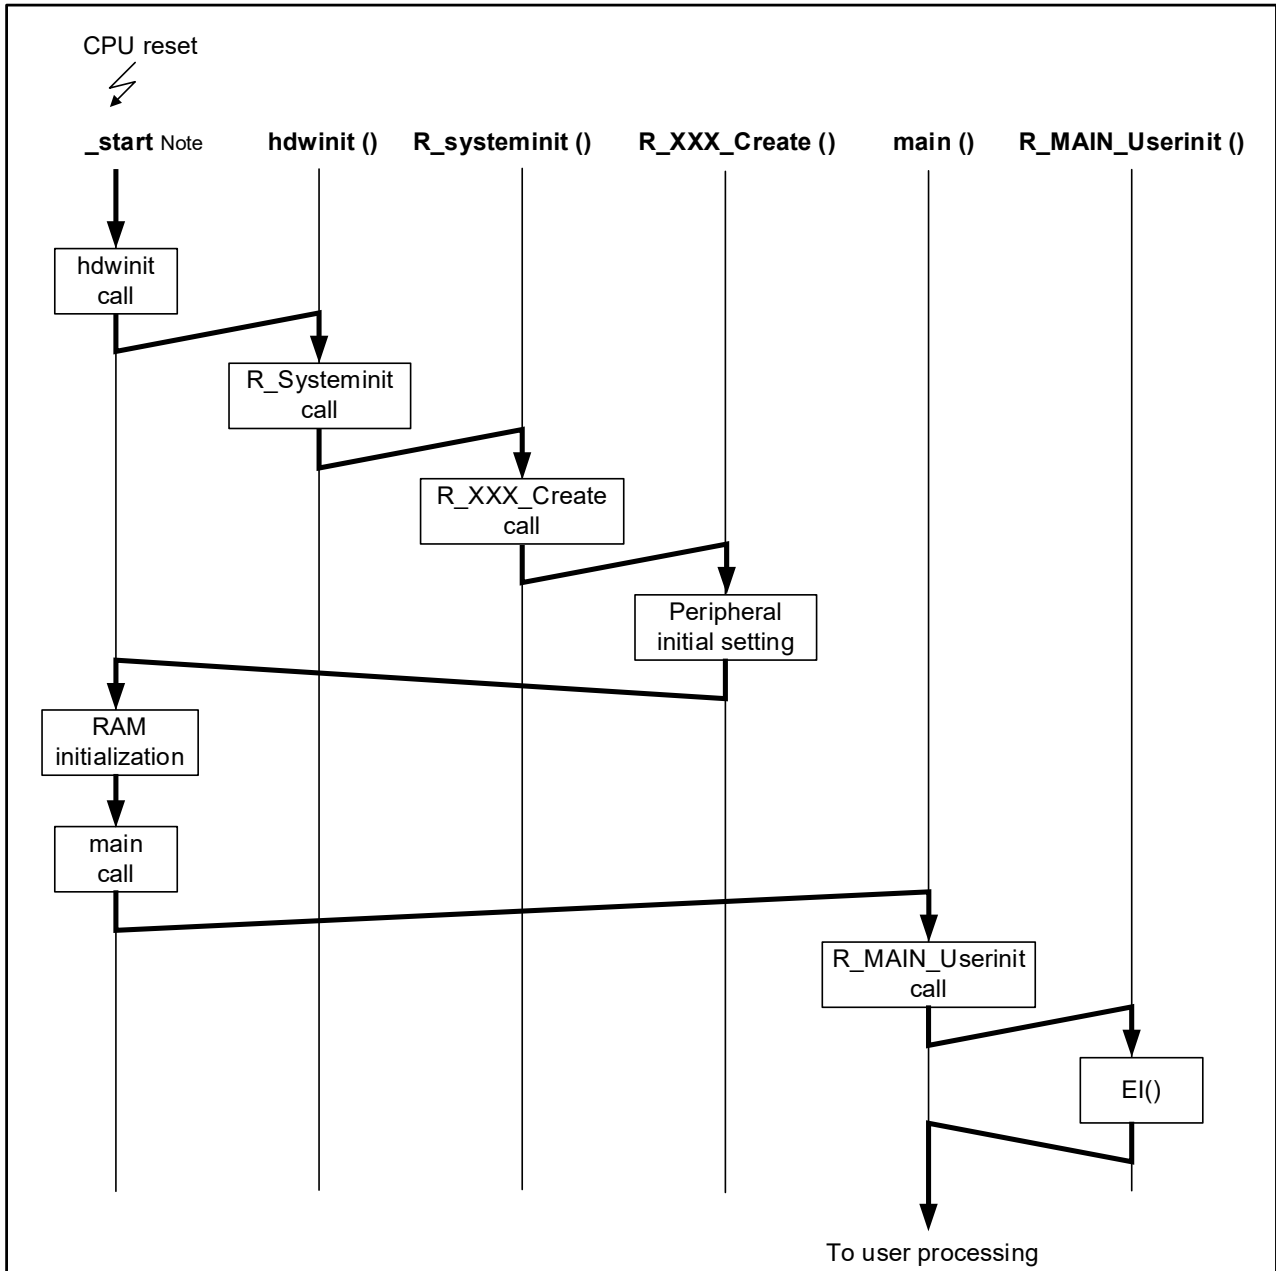 CPU reset
_start Note
hdwinit ()
R_systeminit ()
R_XXX_Create ()
main ()
R_MAIN_Userinit ()
hdwinit
call
R_Systeminit
call
R_XXX_Create
call
Peripheral
initial setting
RAM
initialization
main
call
R_MAIN_Userinit
call
EI()
To user processing